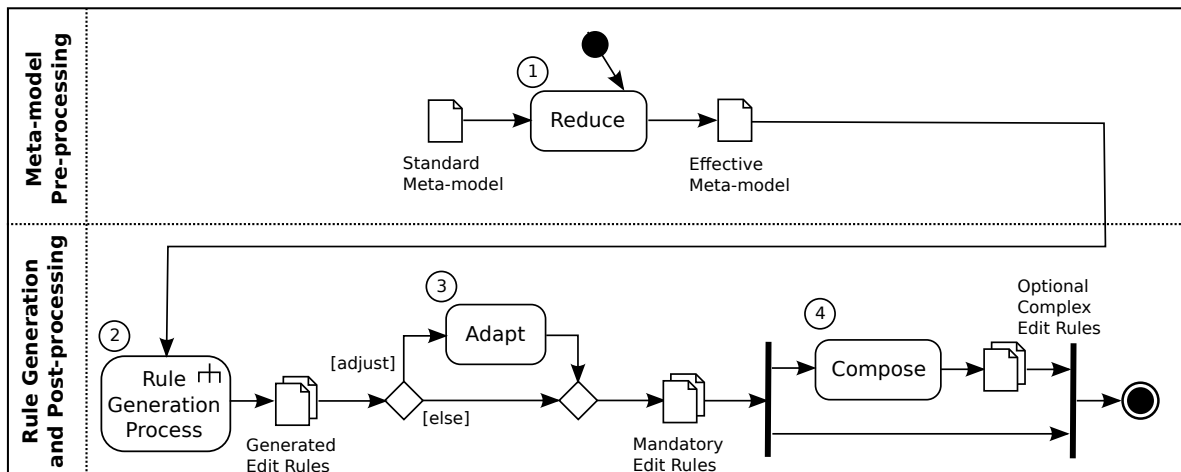 Meta-model
Pre-processing
1
Reduce
Standard
Meta-model
Effective
Meta-model
Rule Generation
and Post-processing
2
Rule
Generation
Process
Generated
Edit Rules
[adjust]
[else]
3
Adapt
Mandatory
Edit Rules
4
Compose
Optional
Complex
Edit Rules